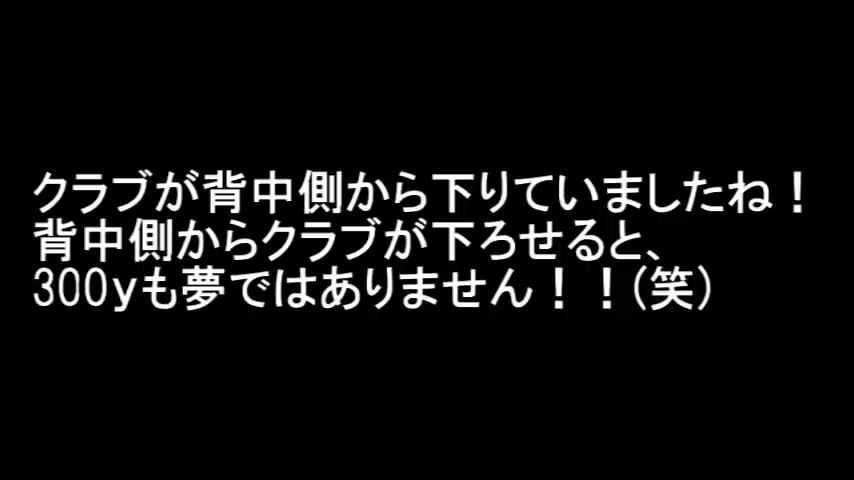 クラブが背中側から下りていましたね！
背中側からクラブが下ろせると、
300ｙも夢ではありません！！(笑)